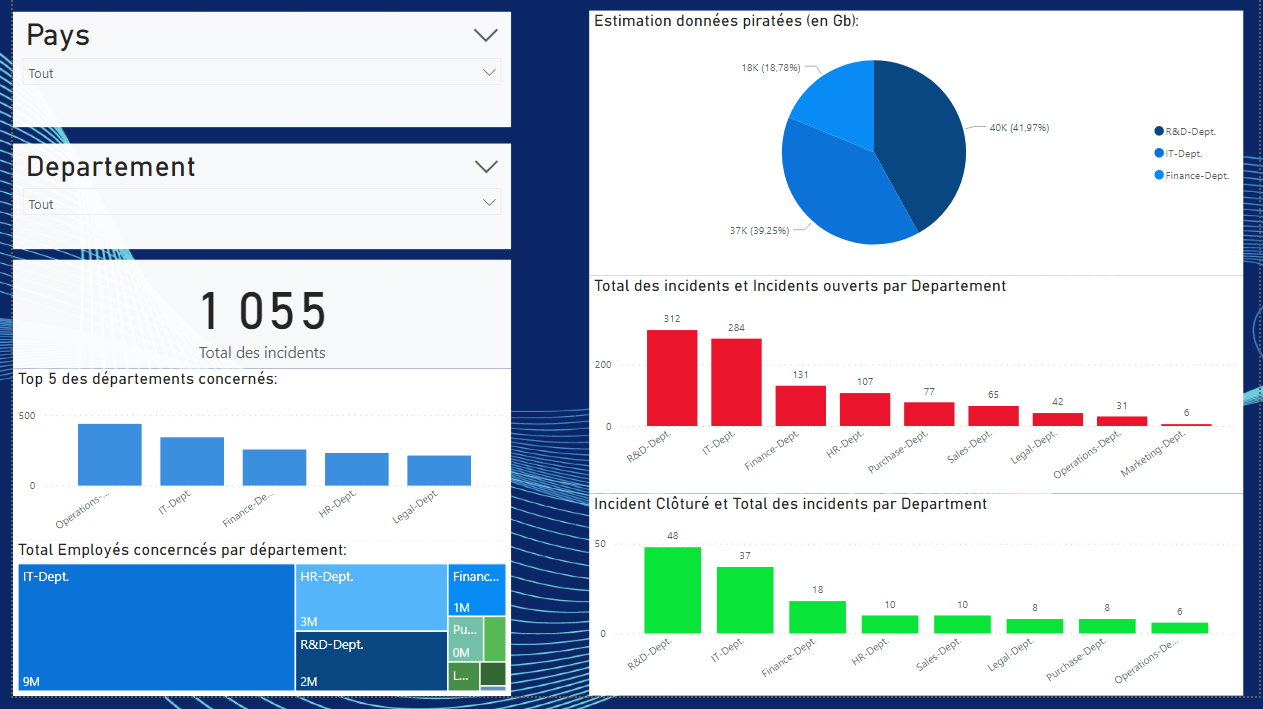 Pays
Tout
Departement
Tout
1 055
Total des incidents
Top 5 des départements concernés:
500
0
Operations-...
IT-Dept.
Finance-De...
HR-Dept.
Legal-Dept.
Total Employés concerncés par département:
IT-Dept.
9M
HR-Dept.
3M
R&D-Dept.
2M
Financ...
1M
Pu...
0M
L...
Estimation données piratées (en Gb):
18K (18,78%)
40K (41,97%)
37K (39,25%)
R&D-Dept.
IT-Dept.
Finance-Dept.
Total des incidents et Incidents ouverts par Departement
200
0
312
284
131
107
77
65
42
31
6
R&D-Dept.
IT-Dept.
Finance-Dept.
HR-Dept.
Purchase-Dept.
Sales-Dept.
Legal-Dept.
Operations-Dept.
Marketing-Dept.
Incident Clôturé et Total des incidents par Department
50
0
48
37
18
10
10
8
8
6
R&D-Dept.
IT-Dept.
Finance-Dept.
HR-Dept.
Sales-Dept.
Legal-Dept.
Purchase-Dept.
Operations-De...